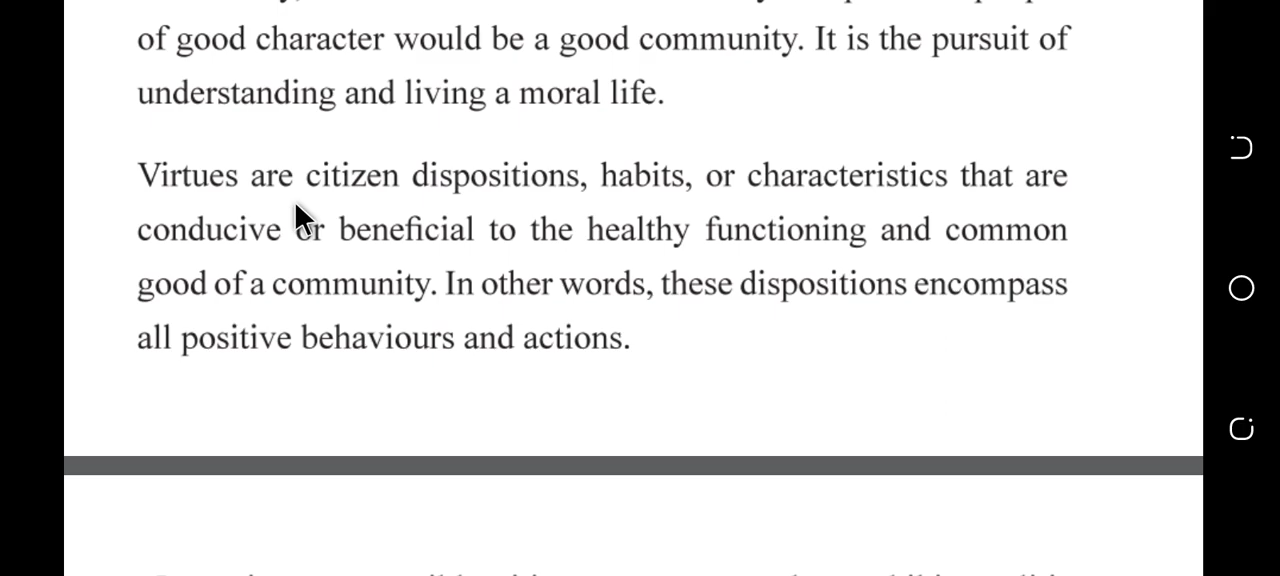 of good character would be a good community. It is the pursuit of
understanding and living a moral life.
Virtues are citizen dispositions, habits, or characteristics that are
conducive or beneficial to the healthy functioning and common
good of a community. In other words, these dispositions encompass
all positive behaviours and actions.